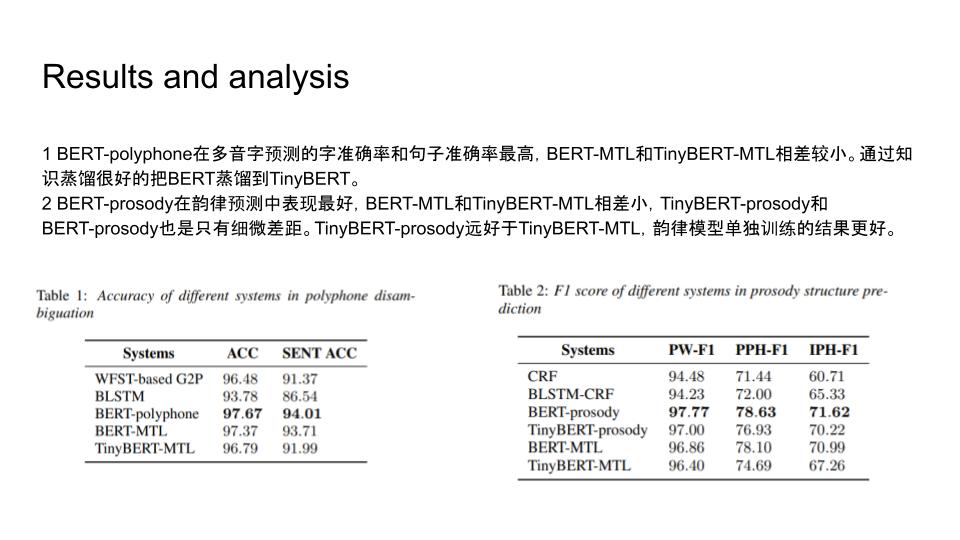 Results and analysis
1 BERT-polyphone在多音字预测的字准确率和句子准确率最高，BERT-MTL和TinyBERT-MTL相差较小。通过知
识蒸馏很好的把BERT蒸馏到TinyBERT。
2 BERT-prosody在韵律预测中表现最好，BERT-MTL和TinyBERT-MTL相差小，TinyBERT-prosody和
BERT-prosody也是只有细微差距。TinyBERT-prosody远好于TinyBERT-MTL，韵律模型单独训练的结果更好。
Table 1: Accuracy of different systems in polyphone disam-
biguation
Systems ACC SENT ACC
WFST-based G2P 96.48 91.37
BLSTM 93.78 86.54
BERT-polyphone 97.67 94.01
BERT-MTL 97.37 93.71
TinyBERT-MTL 96.79 91.99
Table 2: F1 score of different systems in prosody structure pre-
diction
Systems PW-F1 PPH-F1 IPH-F1
CRF 94.48 71.44 60.71
BLSTM-CRF 94.23 72.00 65.33
BERT-prosody 97.77 78.63 71.62
TinyBERT-prosody 97.00 76.93 70.22
BERT-MTL 96.86 78.10 70.99
TinyBERT-MTL 96.40 74.69 67.26